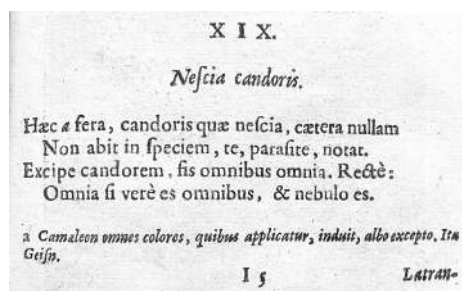 XIX.
Neſcia candoris.
Hæc a fera, candoris quæ neſcia, cætera nullam
Non abit in ſpeciem, te, paraſite, notat.
Excipe candorem, ſis omnibus omnia. Rectè:
Omnia ſi verè es omnibus, & nebulo es.
a Camæleon omnes colores, quibus applicatur, induit, albo excepto. Ita
Geſn.
I 5 Latran-